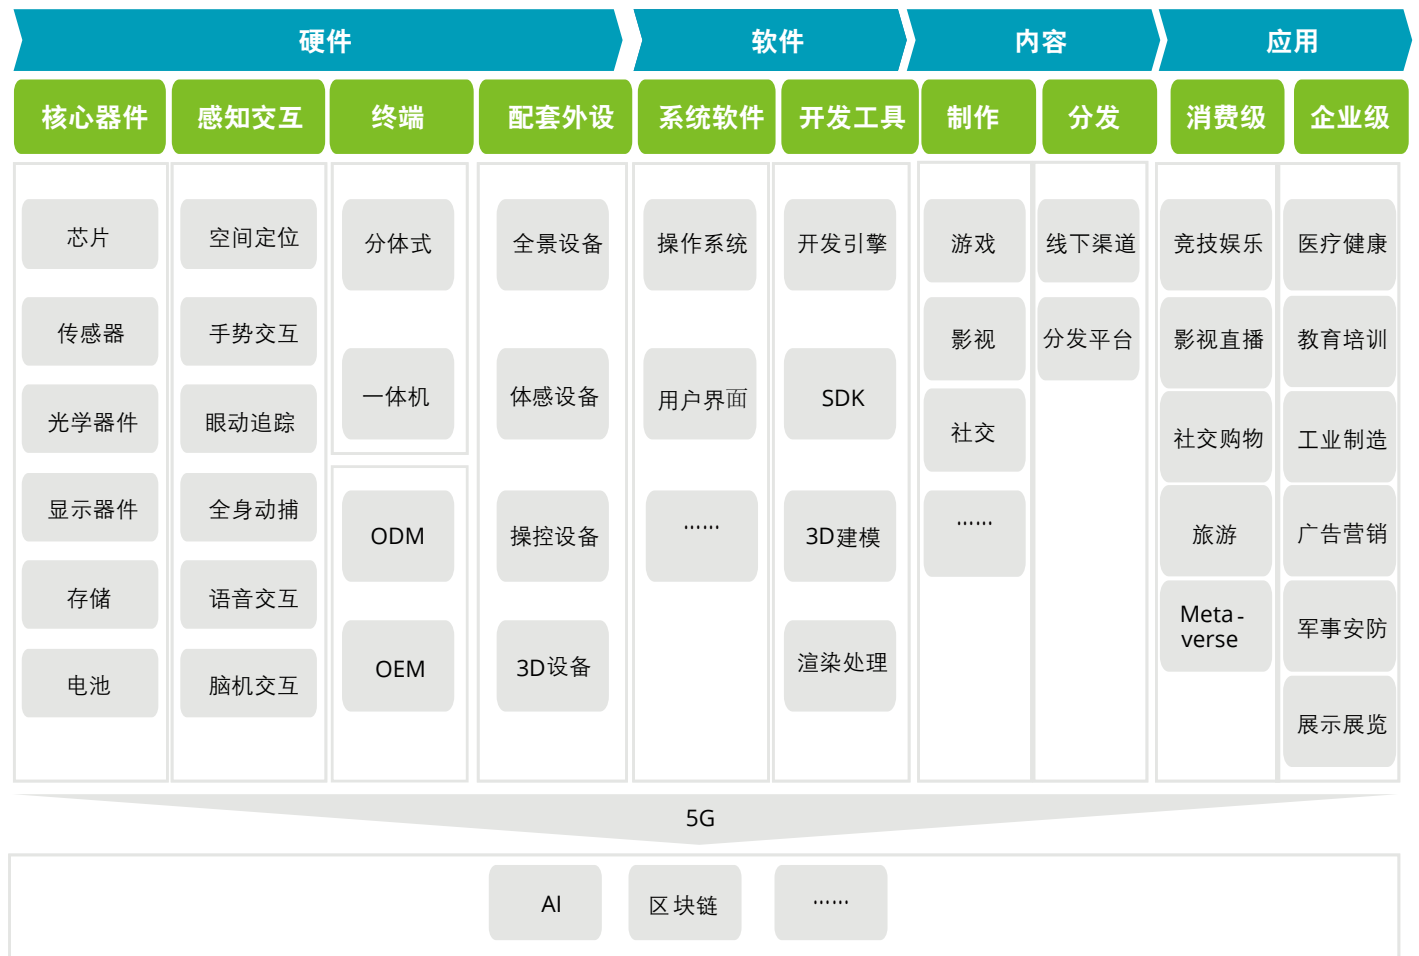 硬件
软件
内容
应用
核心器件
感知交互
终端
配套外设
系统软件
开发工具
制作
分发
消费级
企业级
芯片
传感器
光学器件
显示器件
存储
电池
空间定位
手势交互
眼动追踪
全身动捕
语音交互
脑机交互
分体式
一体机
ODM
OEM
全景设备
体感设备
操控设备
3D设备
操作系统
用户界面
……
开发引擎
SDK
3D建模
渲染处理
游戏
影视
社交
……
线下渠道
分发平台
竞技娱乐
影视直播
社交购物
旅游
Meta-
verse
医疗健康
教育培训
工业制造
广告营销
军事安防
展示展览
5G
AI
区块链
……